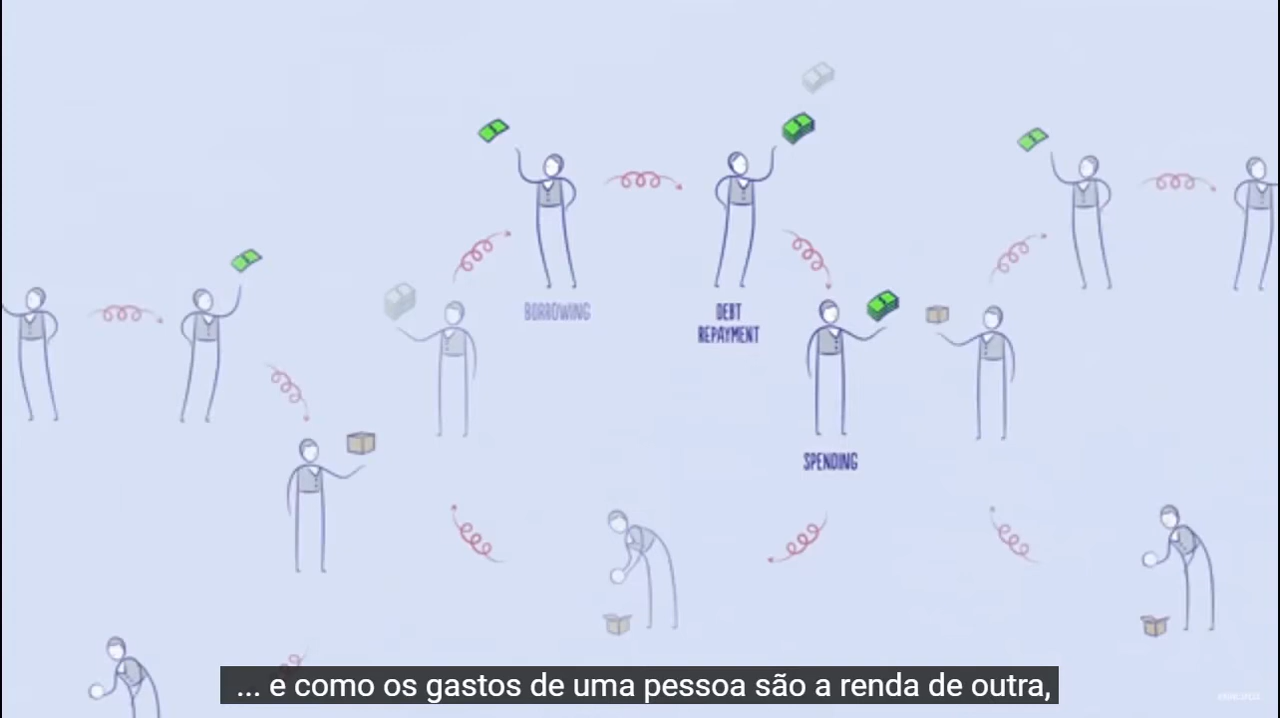 BORROWING
DEBT
REPAYMENT
SPENDING
... e como os gastos de uma pessoa são a renda de outra,